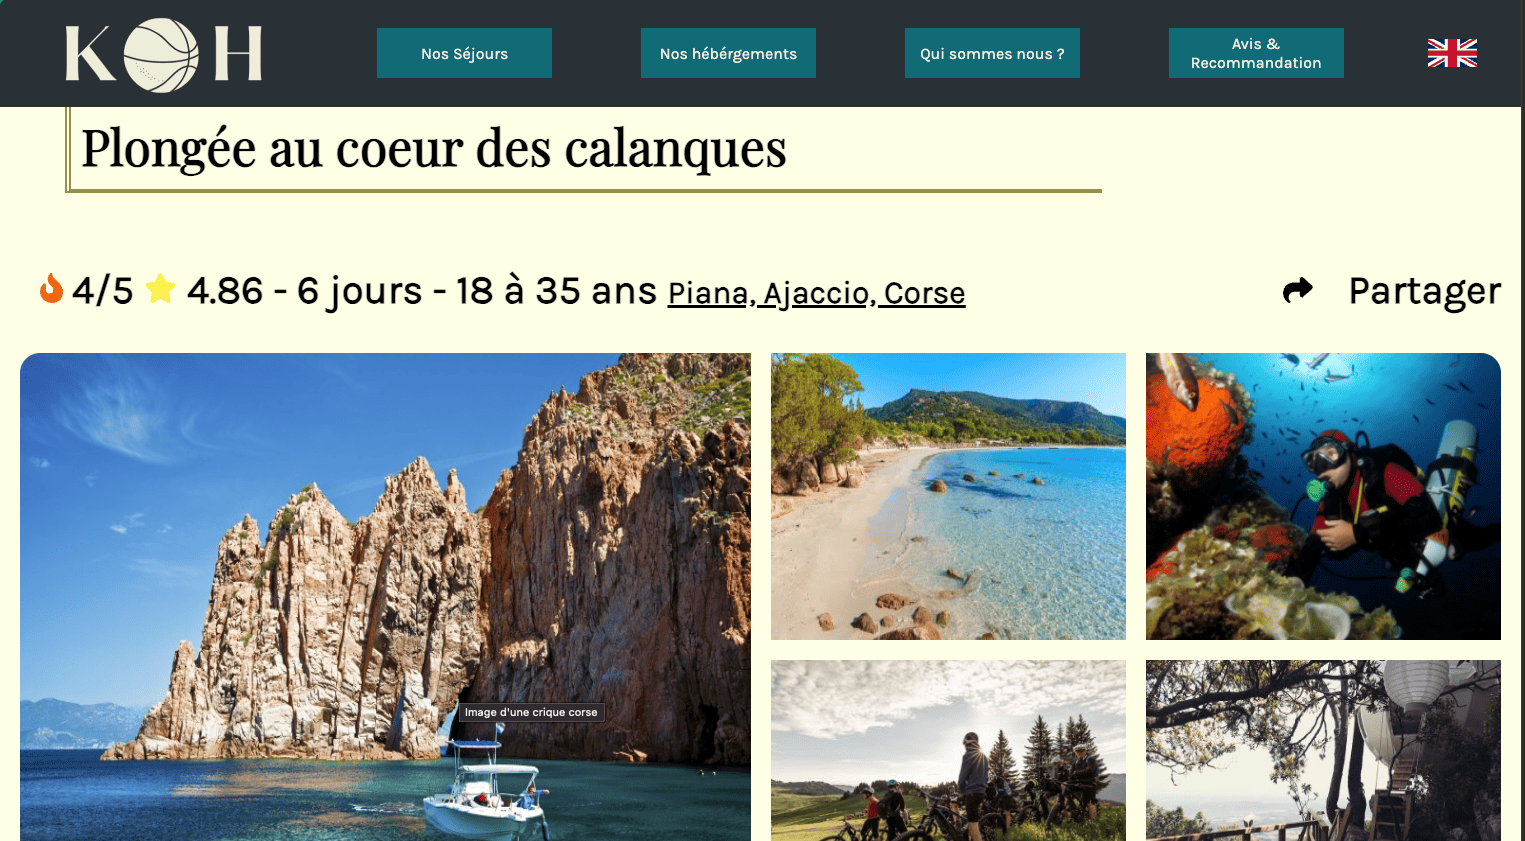 KOH
Nos Séjours
Nos hébérgements
Qui sommes nous ?
Avis &
Recommandation
Plongée au coeur des calanques
4/5 4.86 - 6 jours - 18 à 35 ans Piana, Ajaccio, Corse
Partager
Image d'une crique corse